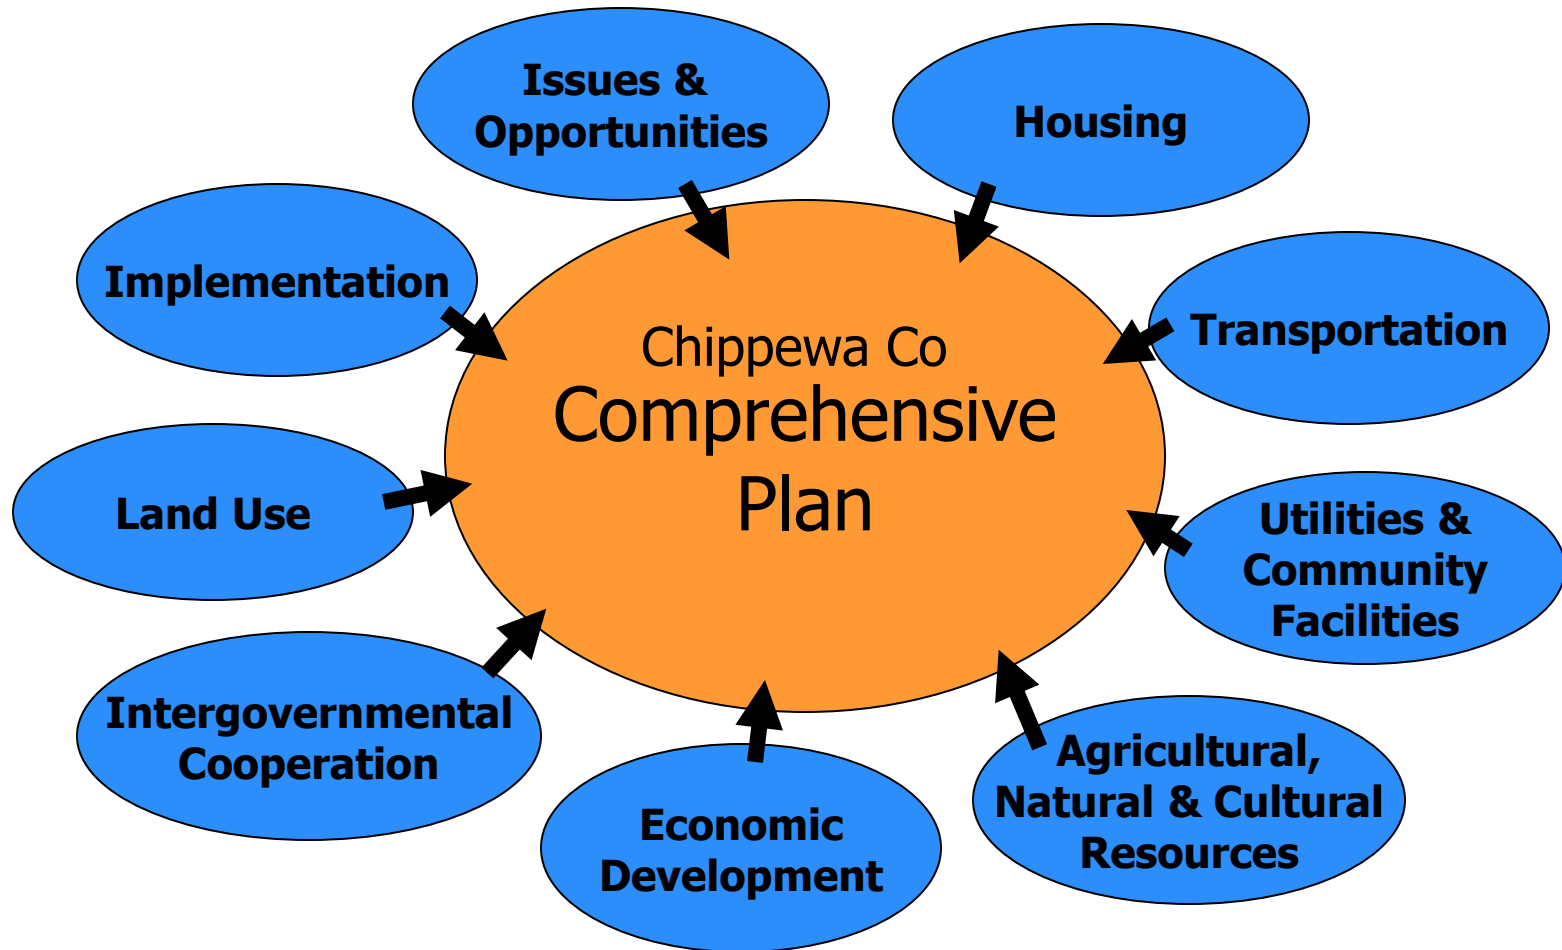 Issues &
Opportunities
Housing
Implementation
Transportation
Chippewa Co
Comprehensive
Plan
Land Use
Utilities &
Community
Facilities
Intergovernmental
Cooperation
Agricultural,
Natural & Cultural
Resources
Economic
Development